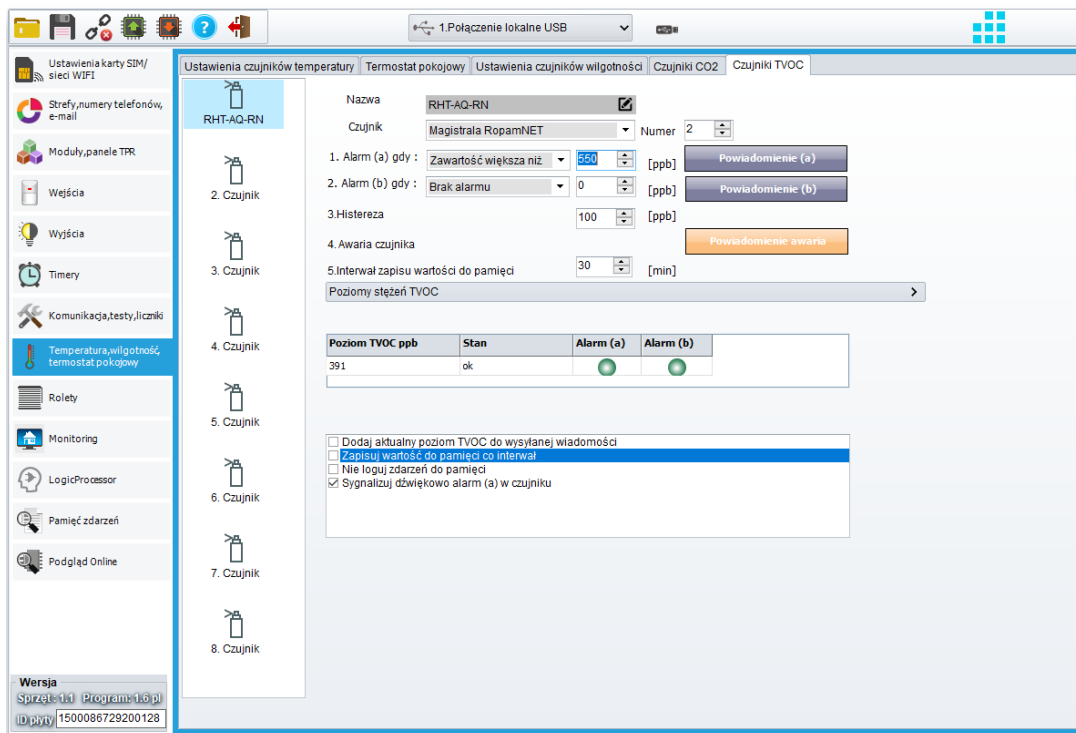 1.Połączenie lokalne USB
Ustawienia karty SIM/
sieci WIFI
Strefy,numery telefonów,
e-mail
Moduły,panele TPR
Wejścia
Wyjścia
Timery
Komunikacja,testy,liczniki
Temperatura,wilgotność,
termostat pokojowy
Rolety
Monitoring
LogicProcessor
Pamięć zdarzeń
Podgląd Online
Wersja
Sprzęt: 1.1 Program: 1.6 pl
ID płyty 1500086729200128
Ustawienia czujników temperatury Termostat pokojowy Ustawienia czujników wilgotności Czujniki CO2 Czujniki TVOC
RHT-AQ-RN
2. Czujnik
3. Czujnik
4. Czujnik
5. Czujnik
6. Czujnik
7. Czujnik
8. Czujnik
Nazwa RHT-AQ-RN
Czujnik Magistrala RopamNET Numer 2
1. Alarm (a) gdy : Zawartość większa niż 550 [ppb] Powiadomienie (a)
2. Alarm (b) gdy : Brak alarmu 0 [ppb] Powiadomienie (b)
3.Histereza 100 [ppb]
4. Awaria czujnika Powiadomienie awaria
5.Interwał zapisu wartości do pamięci 30 [min]
Poziomy stężeń TVOC >
Poziom TVOC ppb Stan Alarm (a) Alarm (b)
391 ok
Dodaj aktualny poziom TVOC do wysyłanej wiadomości
Zapisuj wartość do pamięci co interwał
Nie loguj zdarzeń do pamięci
Sygnalizuj dźwiękowo alarm (a) w czujniku